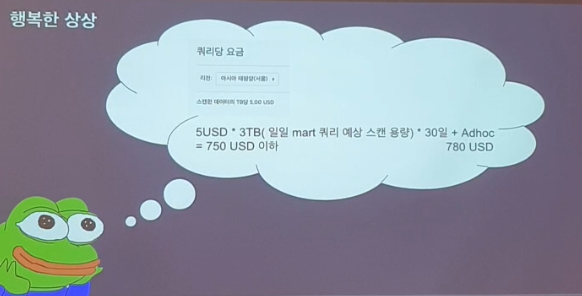 행복한 상상
쿼리당 요금
리전: 아시아 태평양(서울)
스캔된 데이터의 TB당 5.00 USD
5USD * 3TB( 일일 mart 쿼리 예상 스캔 용량) * 30일 + Adhoc
= 750 USD 이하 780 USD